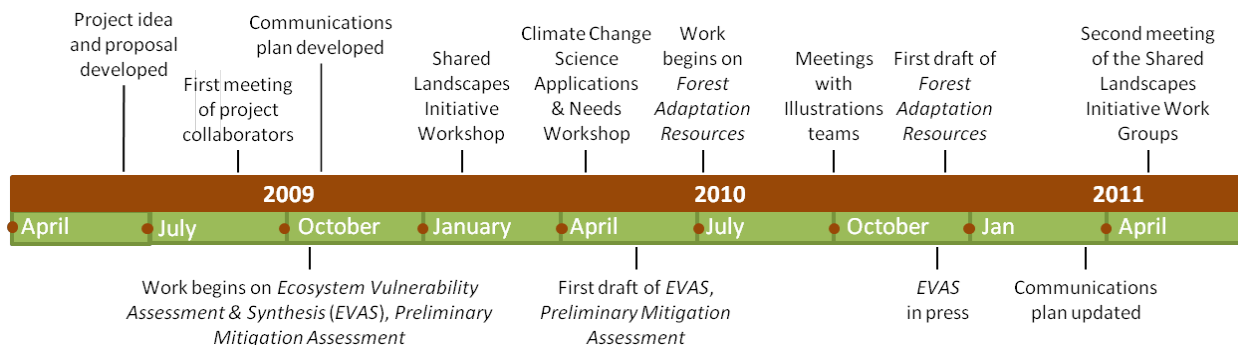 Project idea
and proposal
developed
First meeting
of project
collaborators
Communications
plan developed
Shared
Landscapes
Initiative
Workshop
Climate Change
Science
Applications
& Needs
Workshop
Work
begins on
Forest
Adaptation
Resources
Meetings
with
Illustrations
teams
First draft of
Forest
Adaptation
Resources
Second meeting
of the Shared
Landscapes
Initiative Work
Groups
2009 2010 2011
April July October January April July October Jan April
Work begins on Ecosystem Vulnerability
Assessment & Synthesis (EVAS), Preliminary
Mitigation Assessment
First draft of EVAS,
Preliminary Mitigation
Assessment
EVAS
in press
Communications
plan updated